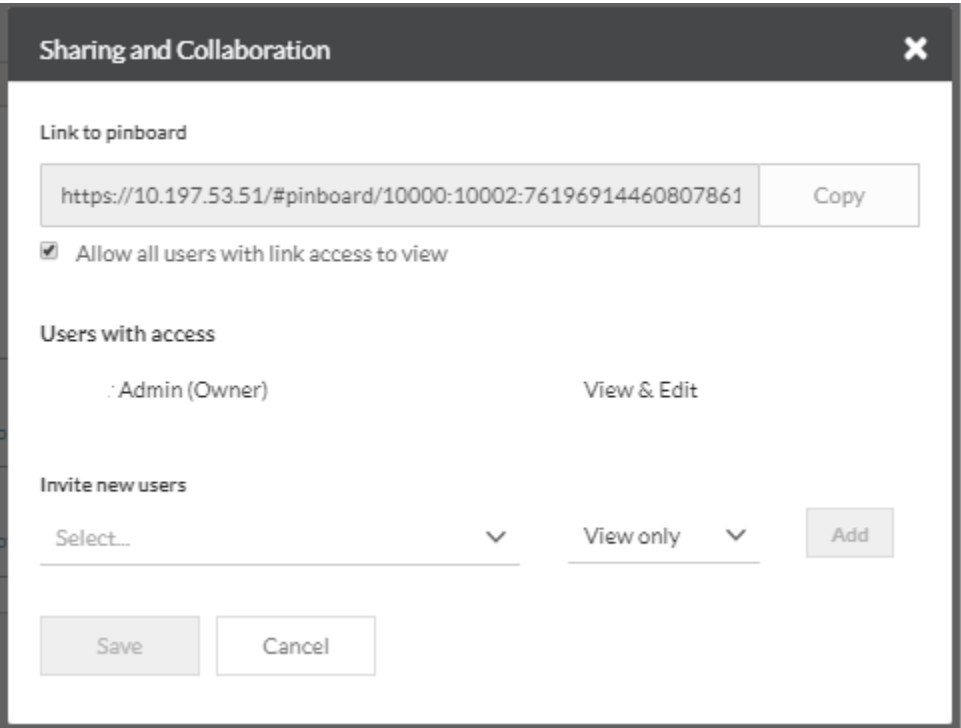 Sharing and Collaboration
Link to pinboard
https://10.197.53.51/#pinboard/10000:10002:76196914460807861 Copy
Allow all users with link access to view
Users with access
Admin (Owner) View & Edit
Invite new users
Select... View only Add
Save Cancel